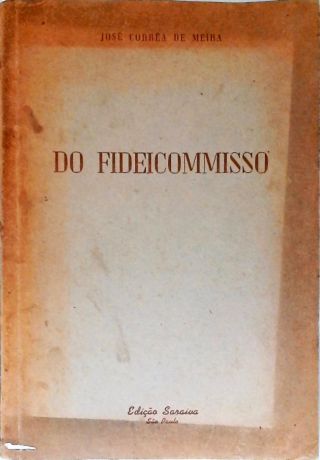 JOSÉ CORRÊA DE MEIRA
DO FIDEICOMMISSO
Edição Saraiva
São Paulo